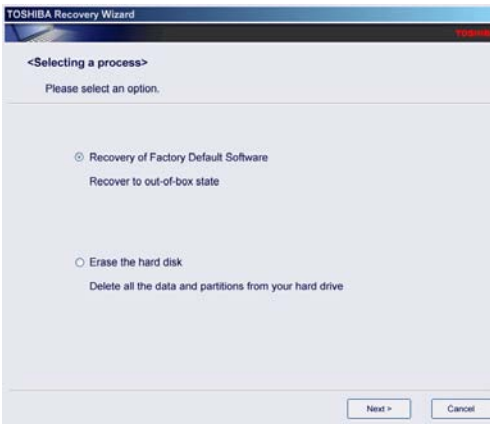 TOSHIBA Recovery Wizard
TOSHIBA
<Selecting a process>
Please select an option.
Recovery of Factory Default Software
Recover to out-of-box state
Erase the hard disk
Delete all the data and partitions from your hard drive
Next >
Cancel